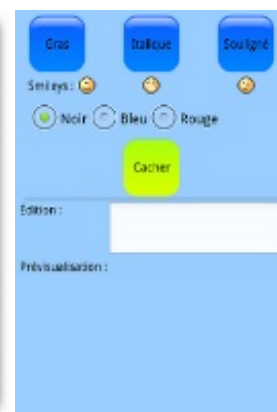 Gras Italique Souligné
Smileys :
Noir Bleu Rouge
Cacher
Edition :
Prévisualisation :